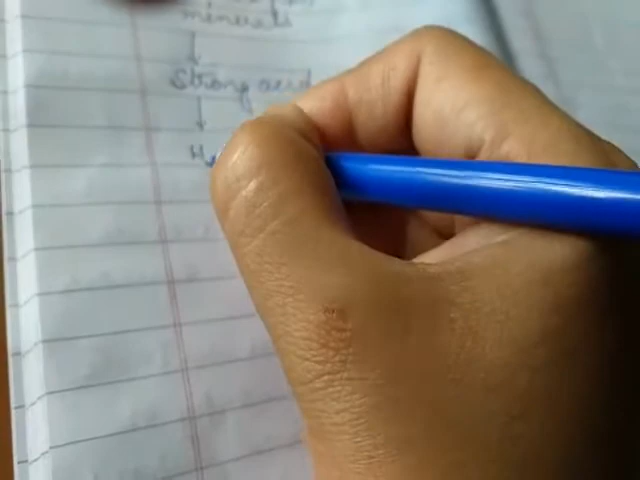 minerals
↓
Strong acid
↓